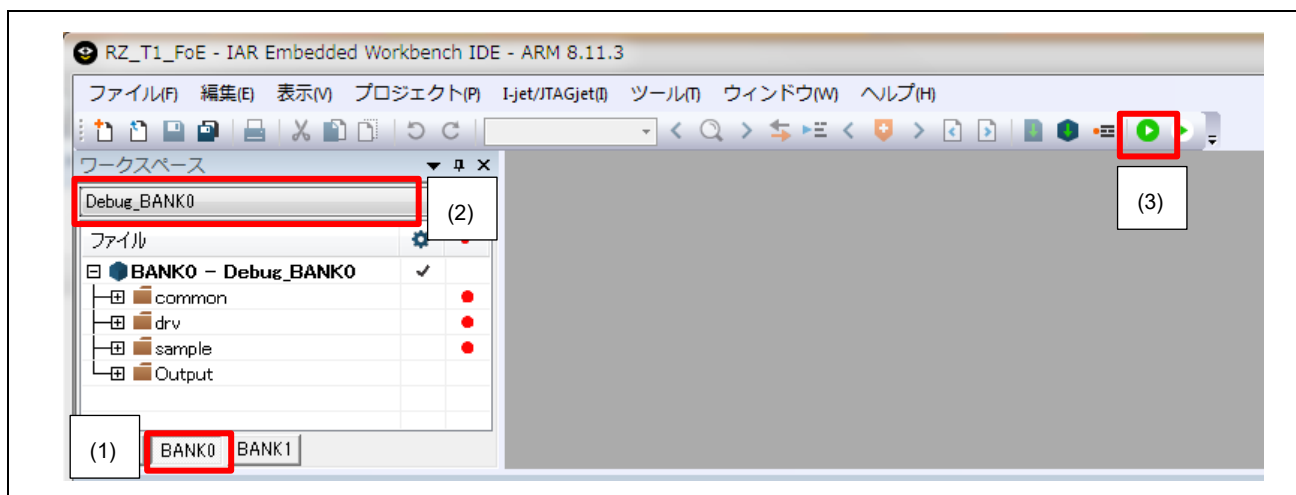 RZ_T1_FoE - IAR Embedded Workbench IDE - ARM 8.11.3
ファイル(F) 編集(E) 表示(V) プロジェクト(P) I-jet/JTAGjet(I) ツール(T) ウィンドウ(W) ヘルプ(H)
ワークスペース
Debug_BANK0
(2)
(3)
ファイル
BANK0 - Debug_BANK0
common
drv
sample
Output
(1)
BANK0
BANK1